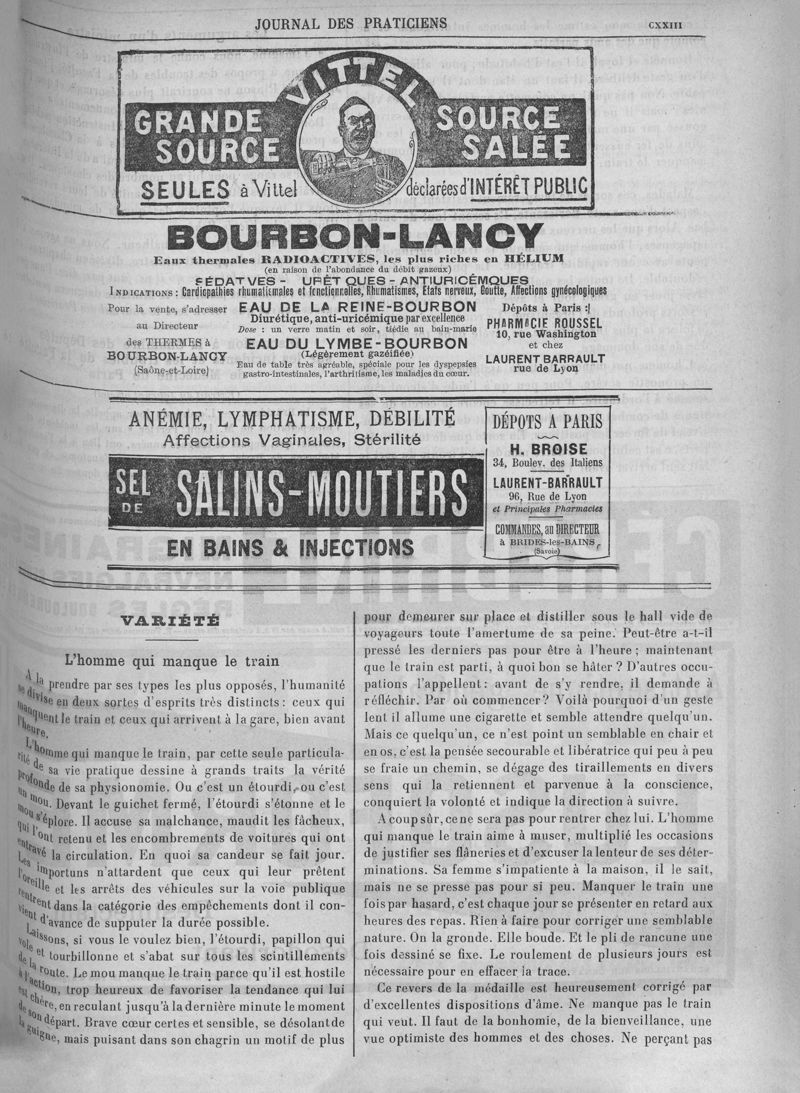 JOURNAL DES PRATICIENS
CXXIII
VITTEL
GRANDE
SOURCE
SOURCE
SALÉE
SEULES à Vittel
déclarées d'INTÉRÊT PUBLIC
BOURBON-LANCY
Eaux thermales RADIOACTIVES, les plus riches en HÉLIUM
(en raison de l'abondance du débit gazeux)
SÉDATVES - URÉT QUES - ANTIURICÉMQUES
INDICATIONS : Cardiopathies rhumatismales et fonctionnelles, Rhumatismes, États nerveux, Goutte, Affections gynécologiques
Pour la vente, s'adresser
au Directeur
des THERMES à
BOURBON-LANCY
(Saône-et-Loire)
EAU DE LA REINE-BOURBON
Diurétique, anti-uricémique par excellence
Dose : un verre matin et soir, tiédie au bain-marie
EAU DU LYMBE-BOURBON
(Légèrement gazéifiée)
Eau de table très agréable, spéciale pour les dyspepsies
gastro-intestinales, l'arthritisme, les maladies du cœur.
Dépôts à Paris :
PHARMACIE ROUSSEL
10, rue Washington
et chez
LAURENT BARRAULT
rue de Lyon
ANÉMIE, LYMPHATISME, DÉBILITÉ
Affections Vaginales, Stérilité
SEL
DE
SALINS-MOUTIERS
EN BAINS & INJECTIONS
DÉPOTS A PARIS
H. BROISE
34, Boulev. des Italiens
LAURENT-BARRAULT
96, Rue de Lyon
et Principales Pharmacies
COMMANDES, au DIRECTEUR
à BRIDES-les-BAINS
(Savoie)
VARIÉTÉ
L'homme qui manque le train
A la prendre par ses types les plus opposés, l'humanité
se divise en deux sortes d'esprits très distincts : ceux qui
manquent le train et ceux qui arrivent à la gare, bien avant
l'heure.
L'homme qui manque le train, par cette seule particula-
rité de sa vie pratique dessine à grands traits la vérité
profonde de sa physionomie. Ou c'est un étourdi, ou c'est
un mou. Devant le guichet fermé, l'étourdi s'étonne et le
mou s'éplore. Il accuse sa malchance, maudit les fâcheux,
qui l'ont retenu et les encombrements de voitures qui ont
entravé la circulation. En quoi sa candeur se fait jour.
Les importuns n'attardent que ceux qui leur prêtent
l'oreille et les arrêts des véhicules sur la voie publique
rentrent dans la catégorie des empêchements dont il con-
vient d'avance de supputer la durée possible.
Laissons, si vous le voulez bien, l'étourdi, papillon qui
vole et tourbillonne et s'abat sur tous les scintillements
de la route. Le mou manque le train parce qu'il est hostile
à l'action, trop heureux de favoriser la tendance qui lui
est chère, en reculant jusqu'à la dernière minute le moment
de son départ. Brave cœur certes et sensible, se désolant de
la guigne, mais puisant dans son chagrin un motif de plus
pour demeurer sur place et distiller sous le hall vide de
voyageurs toute l'amertume de sa peine. Peut-être a-t-il
pressé les derniers pas pour être à l'heure ; maintenant
que le train est parti, à quoi bon se hâter ? D'autres occu-
pations l'appellent : avant de s'y rendre, il demande à
réfléchir. Par où commencer ? Voilà pourquoi d'un geste
lent il allume une cigarette et semble attendre quelqu'un.
Mais ce quelqu'un, ce n'est point un semblable en chair et
en os, c'est la pensée secourable et libératrice qui peu à peu
se fraie un chemin, se dégage des tiraillements en divers
sens qui la retiennent et parvenue à la conscience,
conquiert la volonté et indique la direction à suivre.
A coup sûr, ce ne sera pas pour rentrer chez lui. L'homme
qui manque le train aime à muser, multiplié les occasions
de justifier ses flâneries et d'excuser la lenteur de ses déter-
minations. Sa femme s'impatiente à la maison, il le sait,
mais ne se presse pas pour si peu. Manquer le train une
fois par hasard, c'est chaque jour se présenter en retard aux
heures des repas. Rien à faire pour corriger une semblable
nature. On la gronde. Elle boude. Et le pli de rancune une
fois dessiné se fixe. Le roulement de plusieurs jours est
nécessaire pour en effacer la trace.
Ce revers de la médaille est heureusement corrigé par
d'excellentes dispositions d'âme. Ne manque pas le train
qui veut. Il faut de la bonhomie, de la bienveillance, une
vue optimiste des hommes et des choses. Ne perçant pas